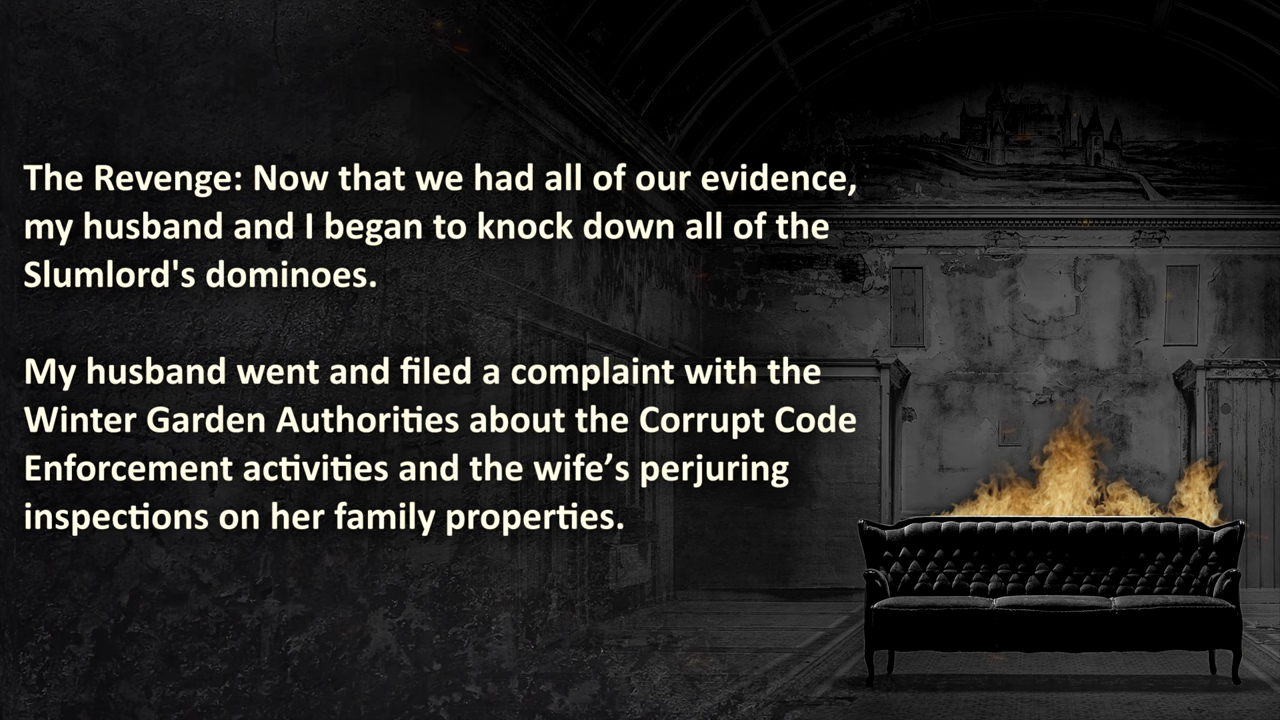 The Revenge: Now that we had all of our evidence,
my husband and I began to knock down all of the
Slumlord's dominoes.
My husband went and filed a complaint with the
Winter Garden Authorities about the Corrupt Code
Enforcement activities and the wife’s perjuring
inspections on her family properties.